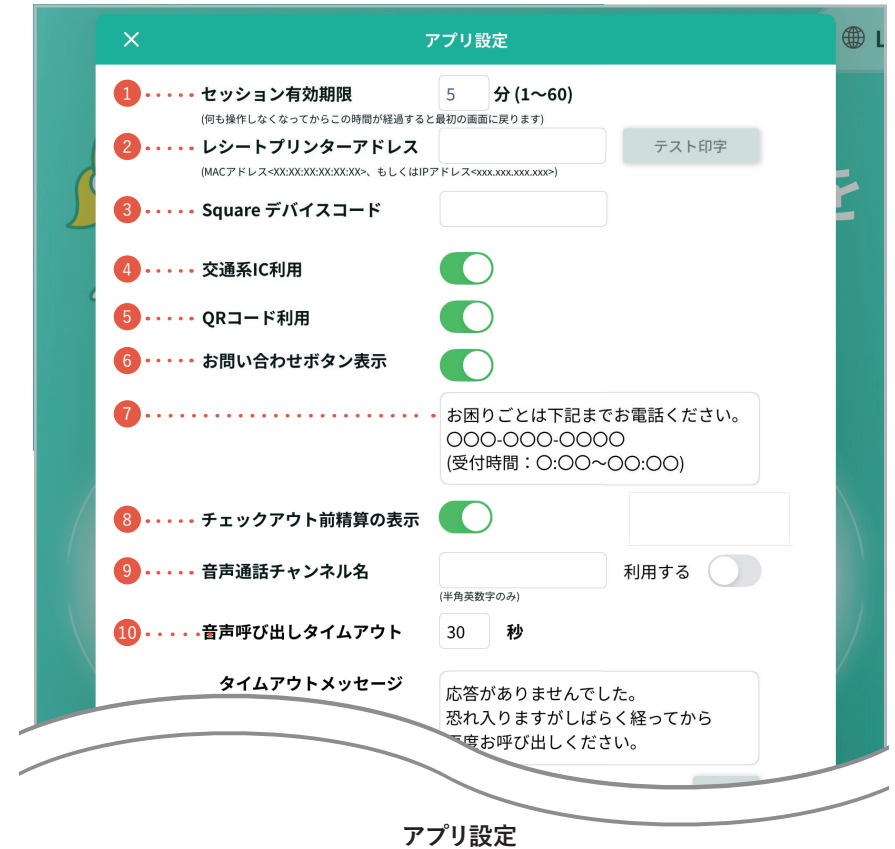 アプリ設定
L
を
1 セッション有効期限 5 分 (1〜60)
(何も操作しなくなってからこの時間が経過すると最初の画面に戻ります)
2 レシートプリンターアドレス テスト印字
(MACアドレス<XX:XX:XX:XX:XX:XX>、もしくはIPアドレス<xxx.xxx.xxx.xxx>)
3 Square デバイスコード
4 交通系IC利用
5 QRコード利用
6 お問い合わせボタン表示
7 お困りごとは下記までお電話ください。
〇〇〇-〇〇〇-〇〇〇〇
(受付時間：〇:〇〇〜〇〇:〇〇)
8 チェックアウト前精算の表示
9 音声通話チャンネル名 利用する
(半角英数字のみ)
10 音声呼び出しタイムアウト 30 秒
タイムアウトメッセージ 応答がありませんでした。
恐れ入りますがしばらく経ってから
度お呼び出しください。
アプリ設定